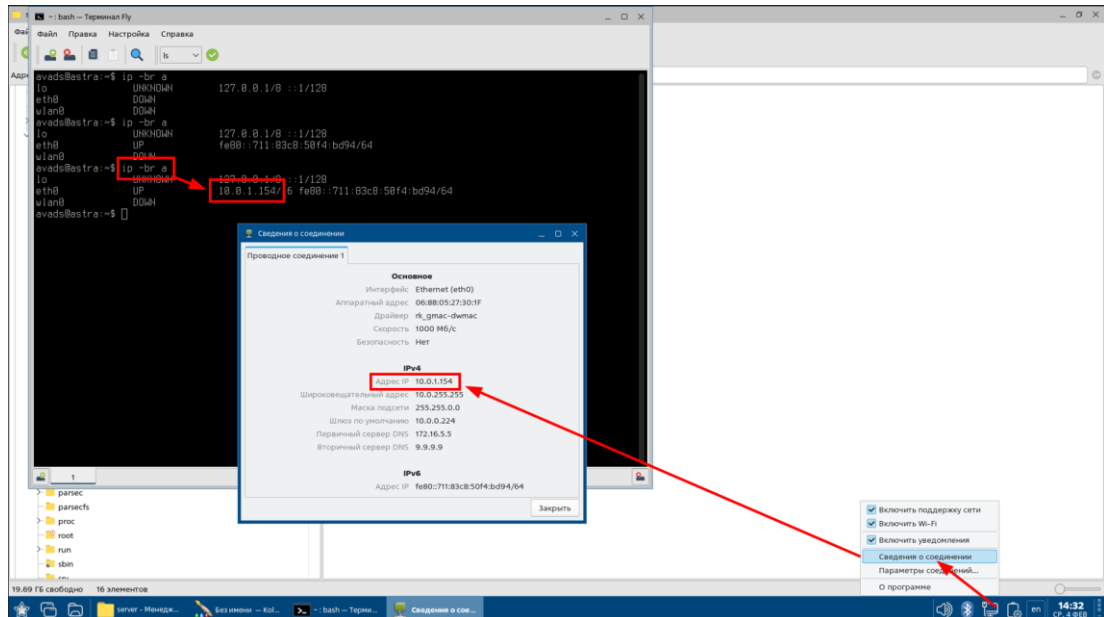 ~ : bash — Терминал Fly
Файл Правка Настройка Справка
ls
avads@astra:~$ ip -br a
lo UNKNOWN 127.0.0.1/8 ::1/128
eth0 DOWN
wlan0 DOWN
avads@astra:~$ ip -br a
lo UNKNOWN 127.0.0.1/8 ::1/128
eth0 UP fe80::711:83c8:50f4:bd94/64
wlan0 DOWN
avads@astra:~$ ip -br a
lo UNKNOWN 127.0.0.1/8 ::1/128
eth0 UP 10.0.1.154/ 6 fe80::711:83c8:50f4:bd94/64
wlan0 DOWN
avads@astra:~$
Сведения о соединении
Проводное соединение 1
Основное
Интерфейс Ethernet (eth0)
Аппаратный адрес 06:88:05:27:30:1F
Драйвер rk_gmac-dwmac
Скорость 1000 Мб/с
Безопасность Нет
IPv4
Адрес IP 10.0.1.154
Широковещательный адрес 10.0.255.255
Маска подсети 255.255.0.0
Шлюз по умолчанию 10.0.0.224
Первичный сервер DNS 172.16.5.5
Вторичный сервер DNS 9.9.9.9
IPv6
Адрес IP fe80::711:83c8:50f4:bd94/64
Закрыть
1
parsec
parsecfs
proc
root
run
sbin
Включить поддержку сети
Включить Wi-Fi
Включить уведомления
Сведения о соединении
Параметры соединений...
О программе
19.69 ГБ свободно 16 элементов
server - Менедж...
Без имени — Kol...
~ : bash — Терми...
Сведения о сое...
en
14:32
СР, 4 ФЕВ